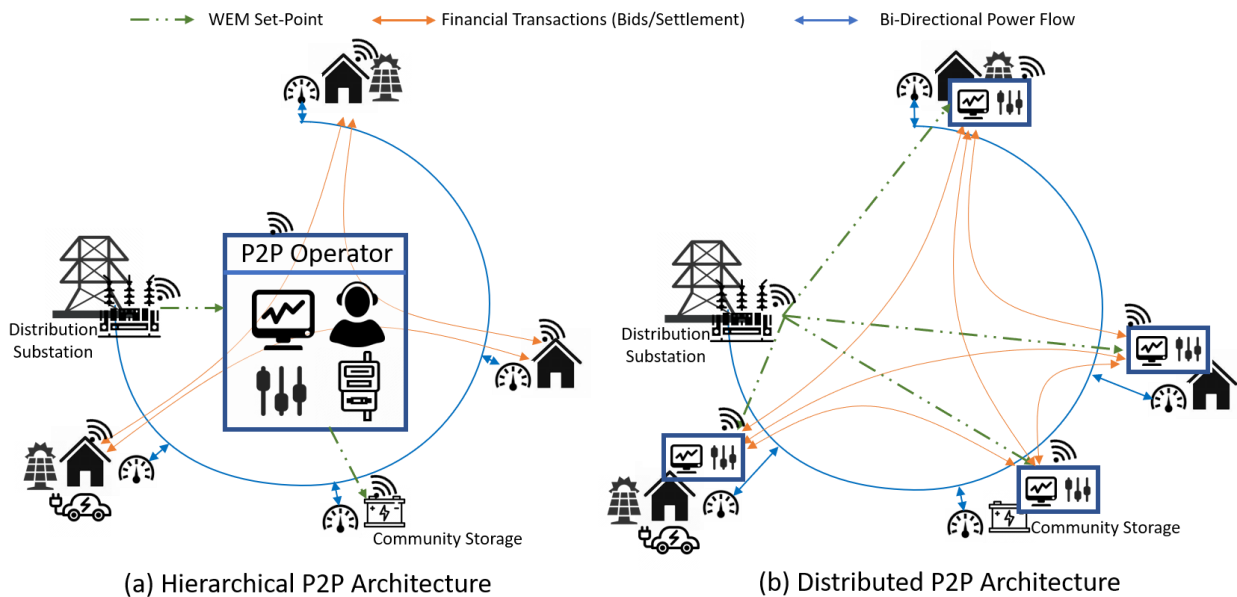 WEM Set-Point
Financial Transactions (Bids/Settlement)
Bi-Directional Power Flow
P2P Operator
Distribution
Substation
Community Storage
(a) Hierarchical P2P Architecture
Distribution
Substation
Community Storage
(b) Distributed P2P Architecture